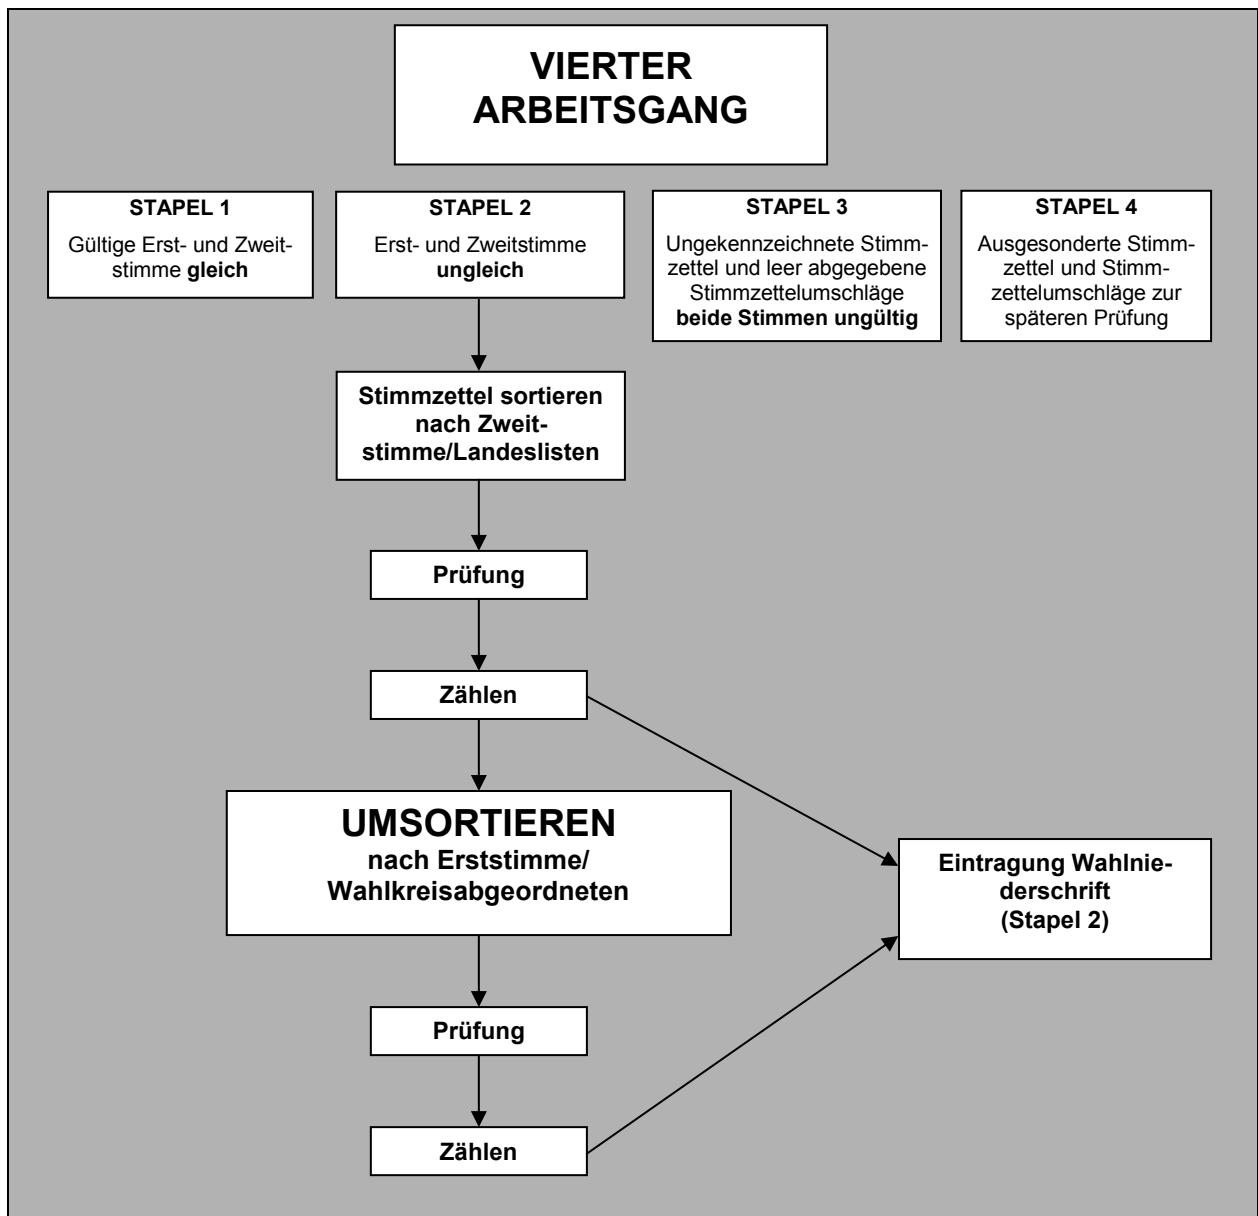 VIERTER
ARBEITSGANG
STAPEL 1
Gültige Erst- und Zweit-
stimme gleich
STAPEL 2
Erst- und Zweitstimme
ungleich
STAPEL 3
Ungekennzeichnete Stimm-
zettel und leer abgegebene
Stimmzettelumschläge
beide Stimmen ungültig
STAPEL 4
Ausgesonderte Stimm-
zettel und Stimm-
zettelumschläge zur
späteren Prüfung
Stimmzettel sortieren
nach Zweit-
stimme/Landeslisten
Prüfung
Zählen
UMSORTIEREN
nach Erststimme/
Wahlkreisabgeordneten
Eintragung Wahlnie-
derschrift
(Stapel 2)
Prüfung
Zählen